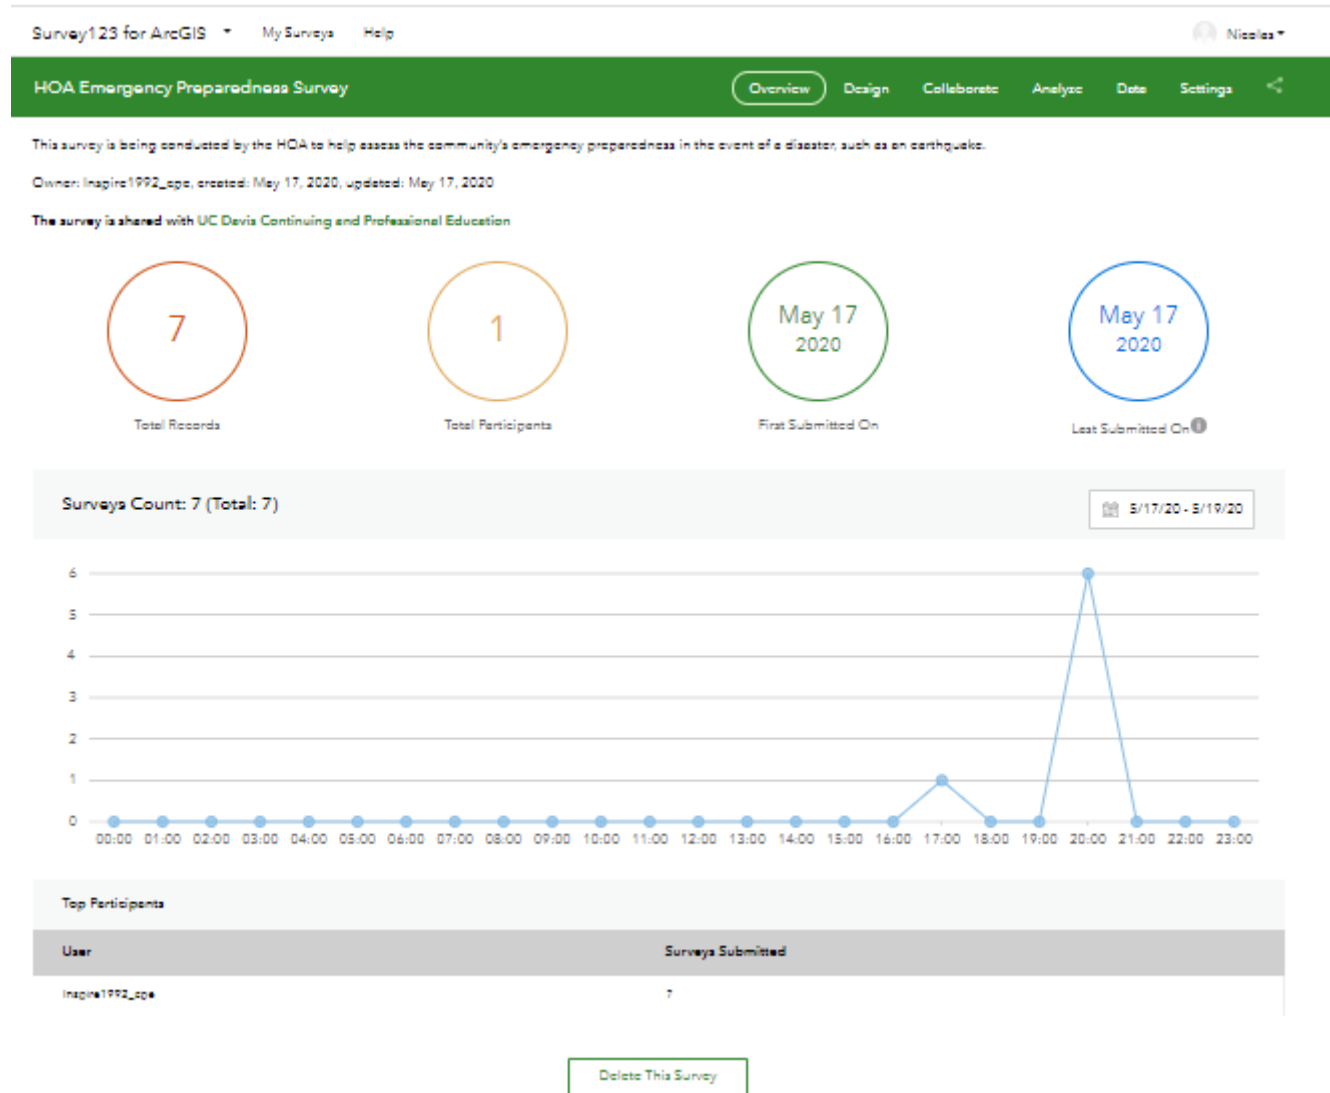 Survey123 for ArcGIS My Surveys Help Nicolas
HOA Emergency Preparedness Survey Overview Design Collaborate Analyze Data Settings
This survey is being conducted by the HOA to help assess the community's emergency preparedness in the event of a disaster, such as an earthquake.
Owner: Inspire1992_cpe, created: May 17, 2020, updated: May 17, 2020
The survey is shared with UC Davis Continuing and Professional Education
7 1 May 17 2020 May 17 2020
Total Records Total Participants First Submitted On Last Submitted On
Surveys Count: 7 (Total: 7) 5/17/20 - 5/19/20
6
5
4
3
2
1
0
00:00 01:00 02:00 03:00 04:00 05:00 06:00 07:00 08:00 09:00 10:00 11:00 12:00 13:00 14:00 15:00 16:00 17:00 18:00 19:00 20:00 21:00 22:00 23:00
Top Participants
User Surveys Submitted
Inspire1992_cpe 7
Delete This Survey